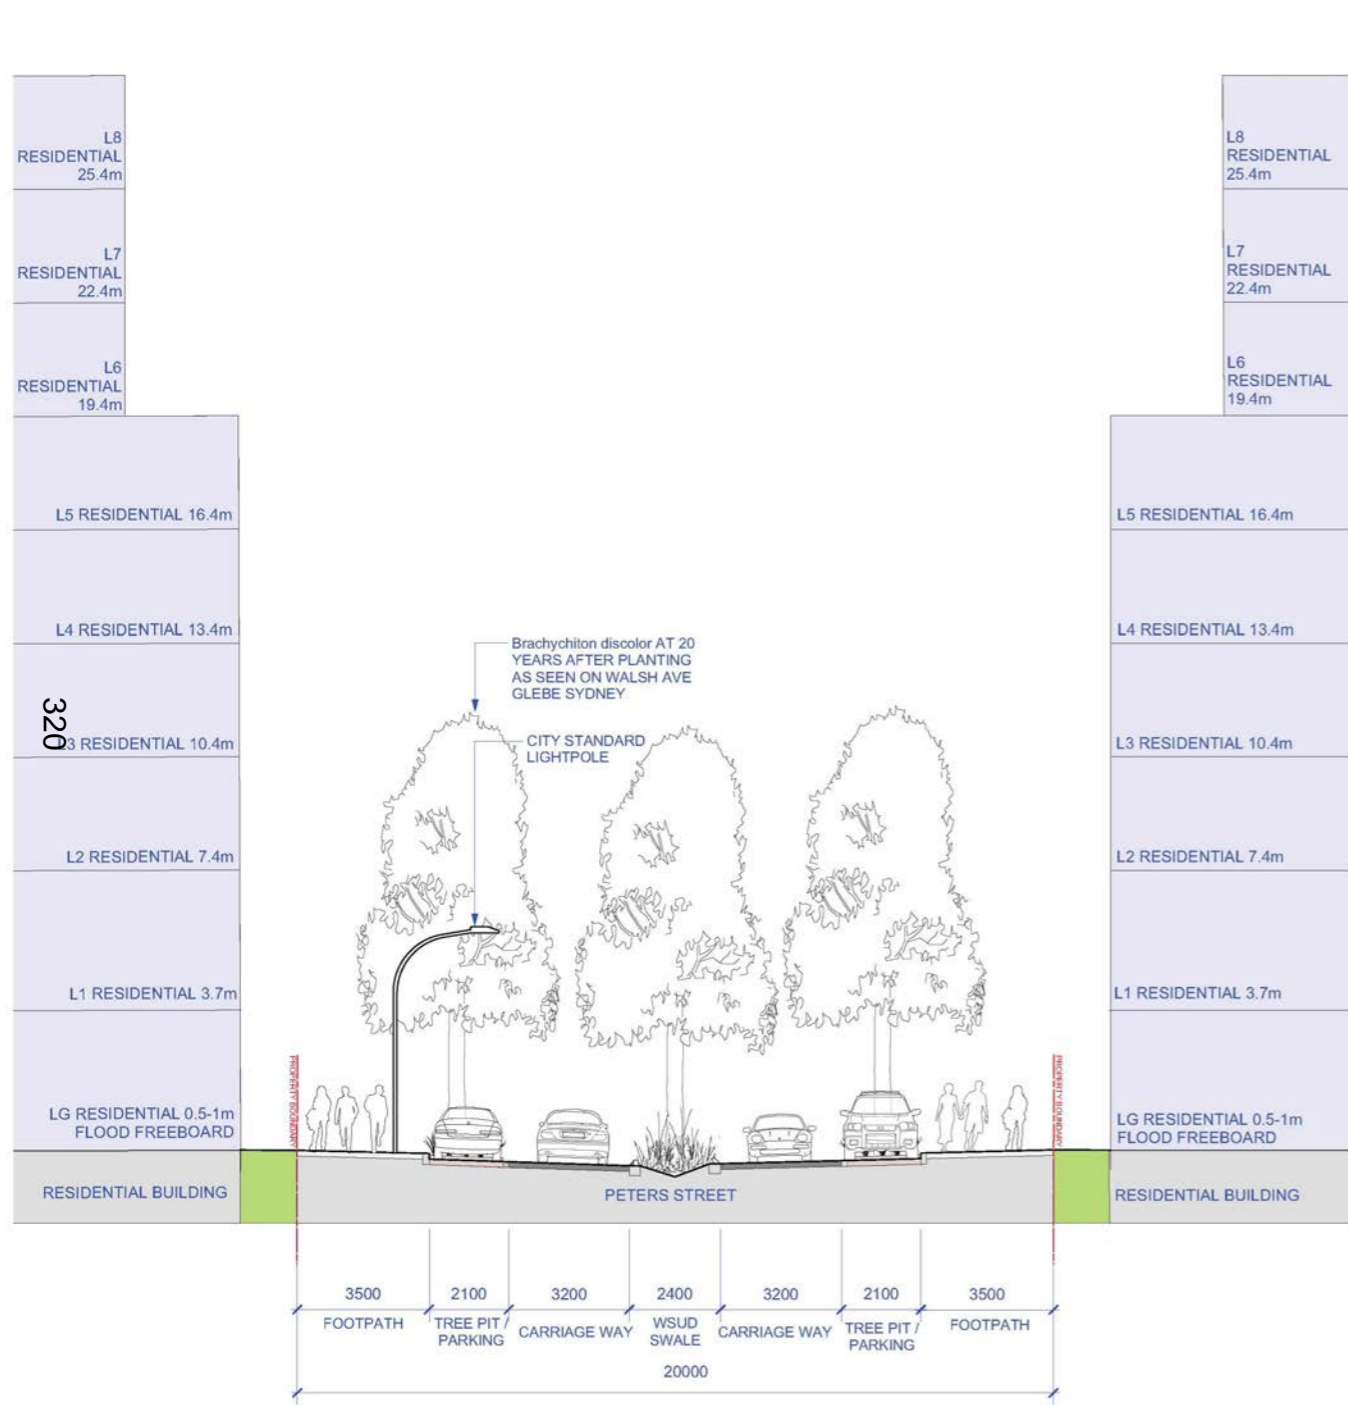 L8
RESIDENTIAL
25.4m
L7
RESIDENTIAL
22.4m
L6
RESIDENTIAL
19.4m
L5 RESIDENTIAL 16.4m
L4 RESIDENTIAL 13.4m
320
L3 RESIDENTIAL 10.4m
L2 RESIDENTIAL 7.4m
L1 RESIDENTIAL 3.7m
LG RESIDENTIAL 0.5-1m
FLOOD FREEBOARD
RESIDENTIAL BUILDING
PROPERTY BOUNDARY
Brachychiton discolor AT 20
YEARS AFTER PLANTING
AS SEEN ON WALSH AVE
GLEBE SYDNEY
CITY STANDARD
LIGHTPOLE
PETERS STREET
L8
RESIDENTIAL
25.4m
L7
RESIDENTIAL
22.4m
L6
RESIDENTIAL
19.4m
L5 RESIDENTIAL 16.4m
L4 RESIDENTIAL 13.4m
L3 RESIDENTIAL 10.4m
L2 RESIDENTIAL 7.4m
L1 RESIDENTIAL 3.7m
PROPERTY BOUNDARY
LG RESIDENTIAL 0.5-1m
FLOOD FREEBOARD
RESIDENTIAL BUILDING
3500
FOOTPATH
2100
TREE PIT /
PARKING
3200
CARRIAGE WAY
2400
WSUD
SWALE
3200
CARRIAGE WAY
2100
TREE PIT /
PARKING
3500
FOOTPATH
20000